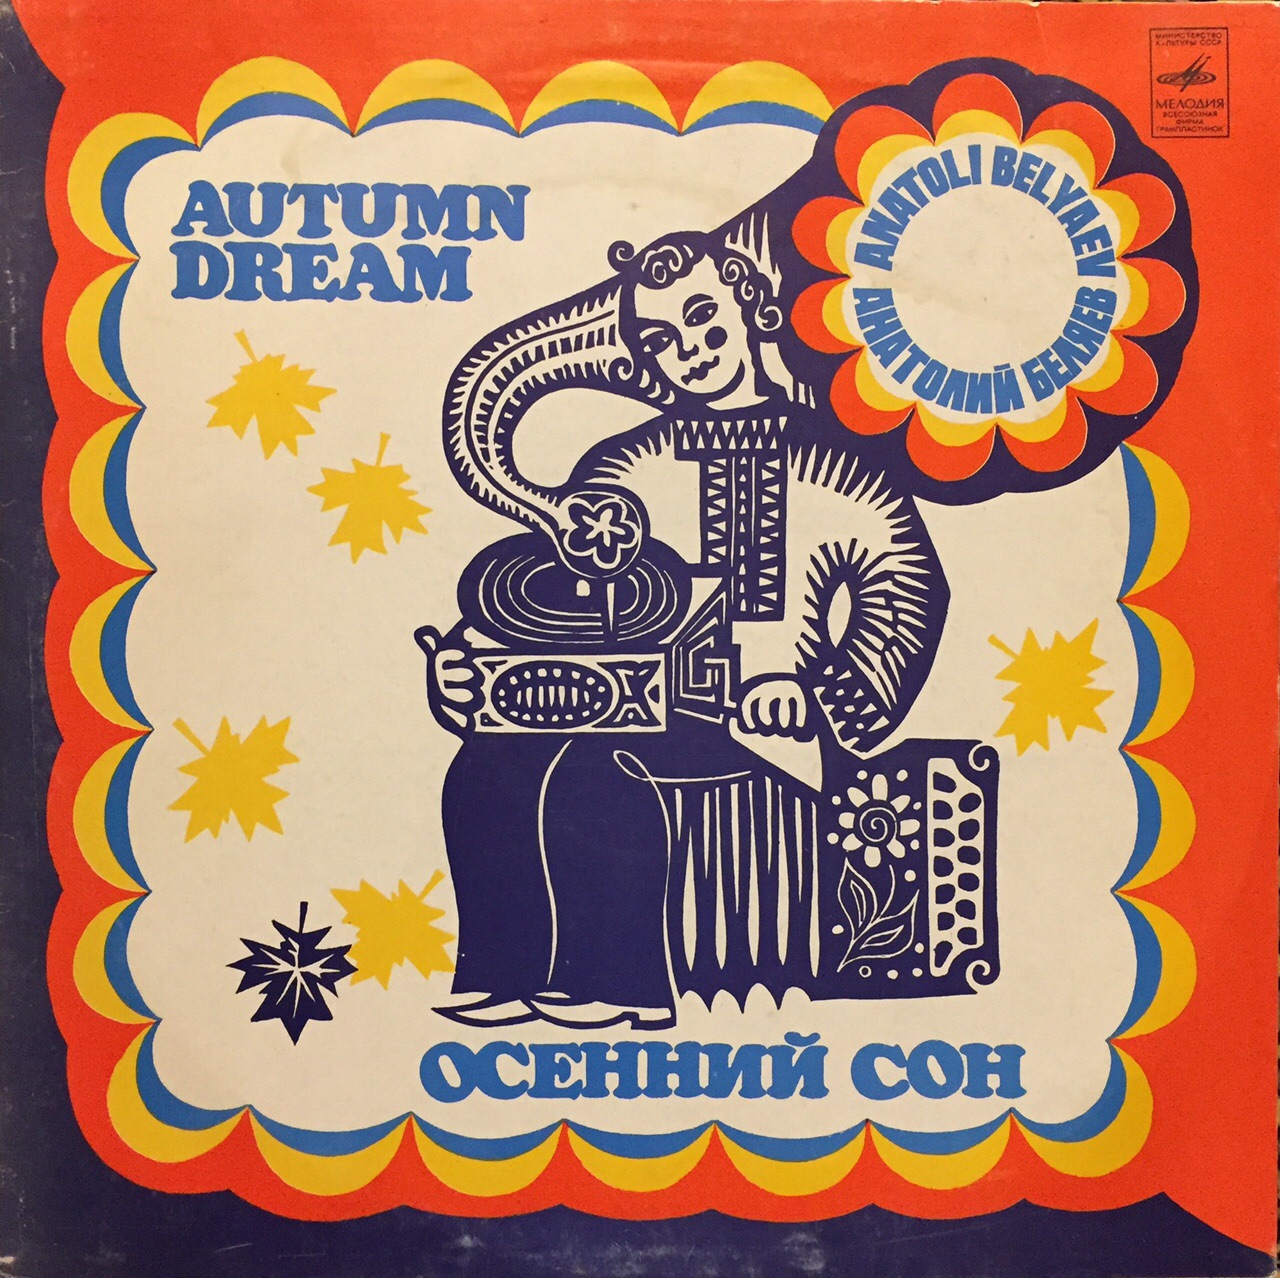 МИНИСТЕРСТВО
КУЛЬТУРЫ СССР
МЕЛОДИЯ
ВСЕСОЮЗНАЯ
ФИРМА
ГРАМПЛАСТИНОК
ANATOLI BELYAEV
АНАТОЛИЙ БЕЛЯЕВ
AUTUMN
DREAM
ОСЕННИЙ СОН